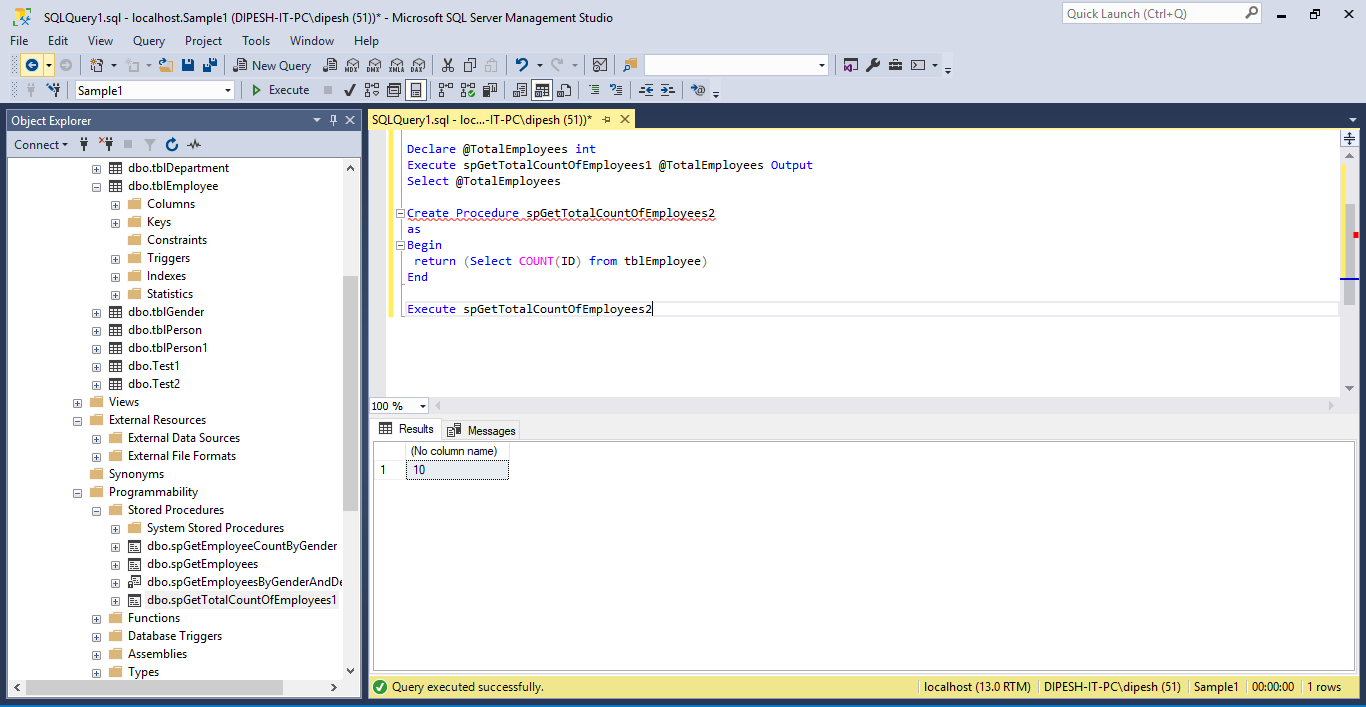 SQLQuery1.sql - localhost.Sample1 (DIPESH-IT-PC\dipesh (51))* - Microsoft SQL Server Management Studio
Quick Launch (Ctrl+Q)
File Edit View Query Project Tools Window Help
New Query
MDX DMX XMLA DAX
Sample1
Execute
Object Explorer
Connect
dbo.tblDepartment
dbo.tblEmployee
Columns
Keys
Constraints
Triggers
Indexes
Statistics
dbo.tblGender
dbo.tblPerson
dbo.tblPerson1
dbo.Test1
dbo.Test2
Views
External Resources
External Data Sources
External File Formats
Synonyms
Programmability
Stored Procedures
System Stored Procedures
dbo.spGetEmployeeCountByGender
dbo.spGetEmployees
dbo.spGetEmployeesByGenderAndDe
dbo.spGetTotalCountOfEmployees1
Functions
Database Triggers
Assemblies
Types
SQLQuery1.sql - loc...-IT-PC\dipesh (51))*
Declare @TotalEmployees int
Execute spGetTotalCountOfEmployees1 @TotalEmployees Output
Select @TotalEmployees
Create Procedure spGetTotalCountOfEmployees2
as
Begin
return (Select COUNT(ID) from tblEmployee)
End
Execute spGetTotalCountOfEmployees2
100 %
Results Messages
(No column name)
1 10
Query executed successfully.
localhost (13.0 RTM) DIPESH-IT-PC\dipesh (51) Sample1 00:00:00 1 rows